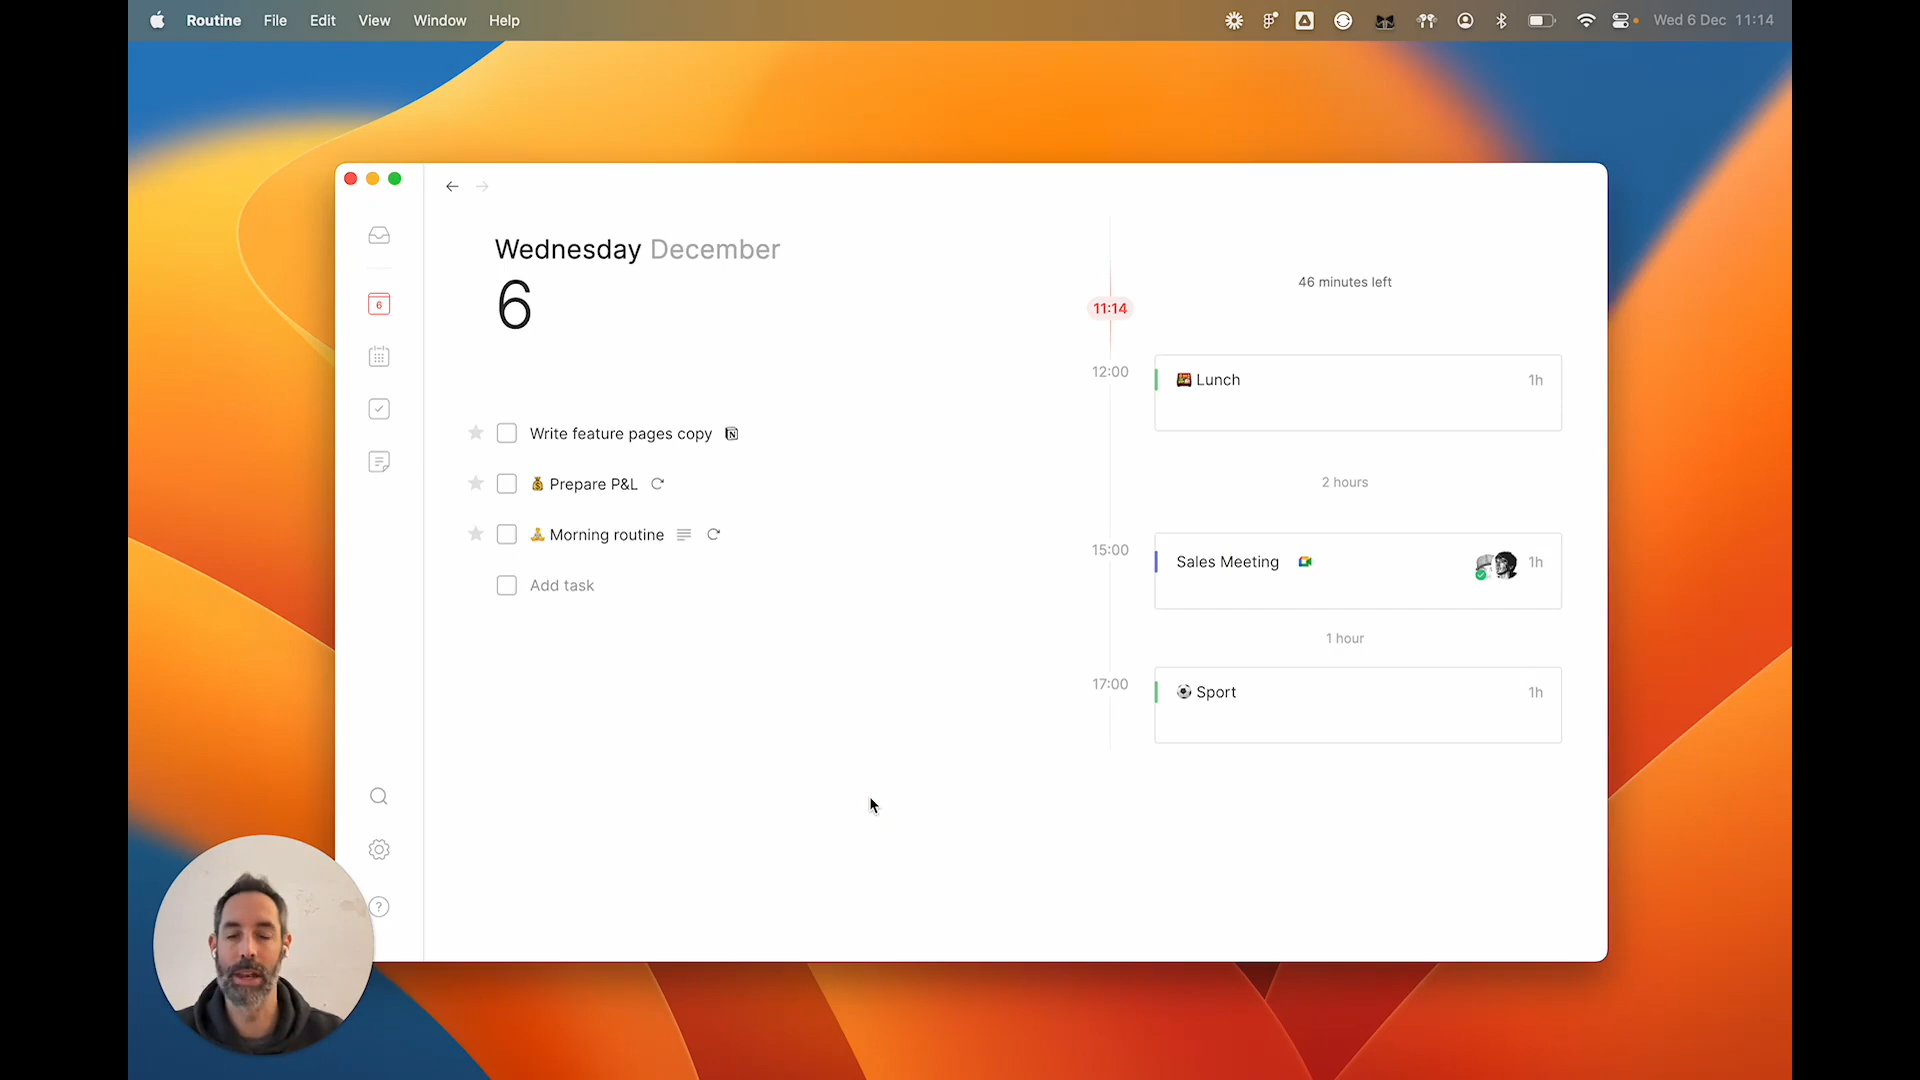 Routine File Edit View Window Help Wed 6 Dec 11:14
Wednesday December
6
6
Write feature pages copy
Prepare P&L
Morning routine
Add task
46 minutes left
11:14
12:00 Lunch 1h
2 hours
15:00 Sales Meeting 1h
1 hour
17:00 Sport 1h
?